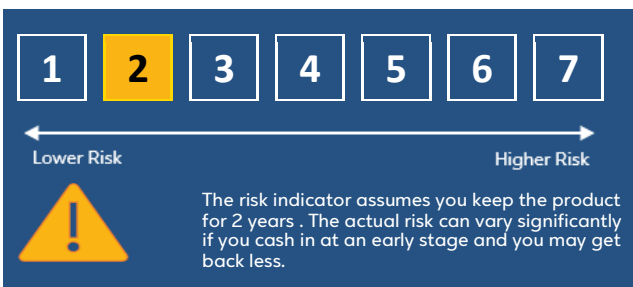 1 2 3 4 5 6 7
Lower Risk Higher Risk
!
The risk indicator assumes you keep the product
for 2 years . The actual risk can vary significantly
if you cash in at an early stage and you may get
back less.